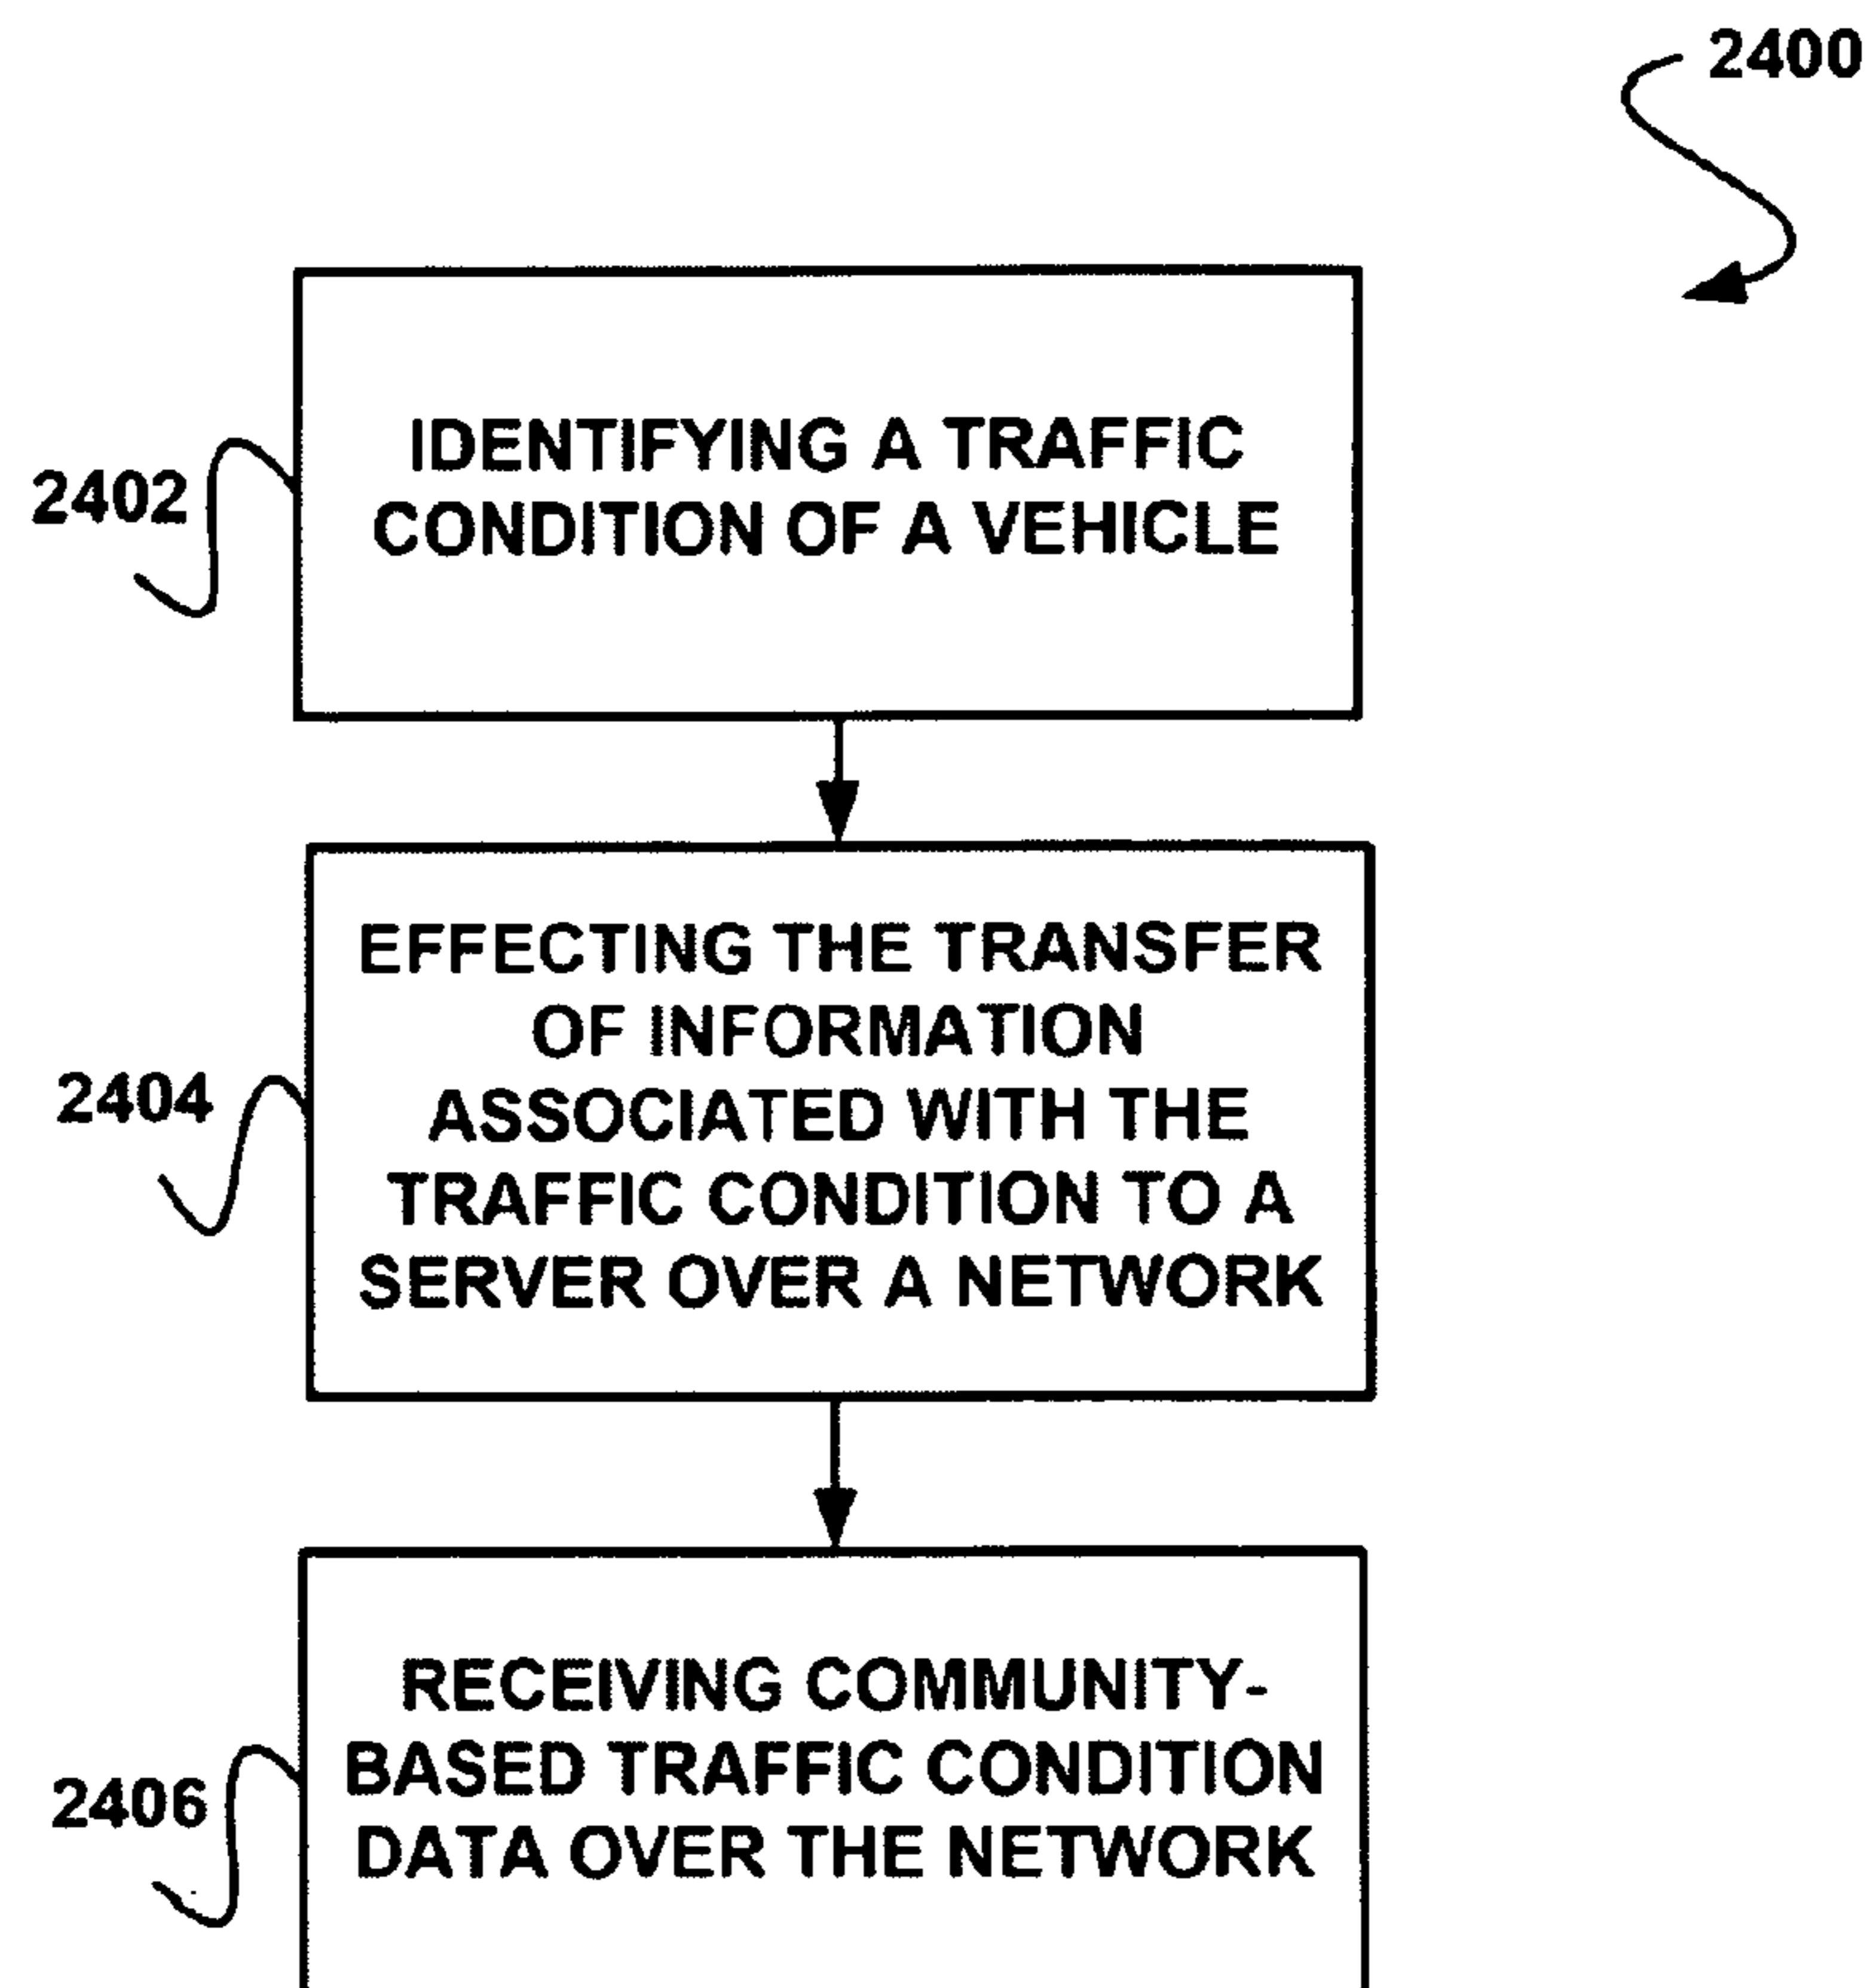 2400
IDENTIFYING A TRAFFIC
CONDITION OF A VEHICLE
2402
EFFECTING THE TRANSFER
OF INFORMATION
ASSOCIATED WITH THE
TRAFFIC CONDITION TO A
SERVER OVER A NETWORK
2404
RECEIVING COMMUNITY-
BASED TRAFFIC CONDITION
DATA OVER THE NETWORK
2406